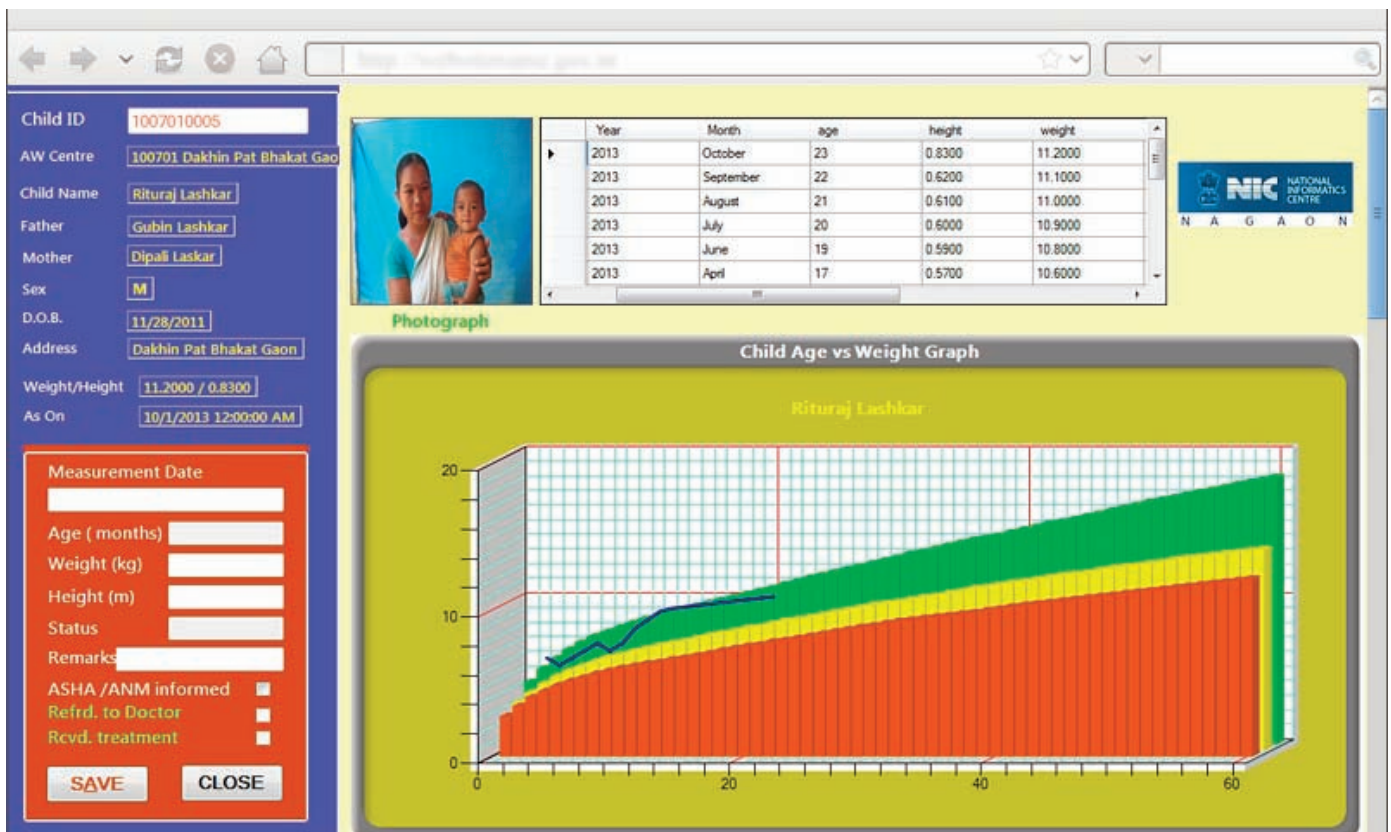 Child ID 1007010005
AW Centre 100701 Dakhin Pat Bhakat Gao
Child Name Rituraj Lashkar
Father Gubin Lashkar
Mother Dipali Laskar
Sex M
D.O.B. 11/28/2011
Address Dakhin Pat Bhakat Gaon
Weight/Height 11.2000 / 0.8300
As On 10/1/2013 12:00:00 AM
Measurement Date
Age ( months)
Weight (kg)
Height (m)
Status
Remarks
ASHA /ANM informed
Refrd. to Doctor
Rcvd. treatment
SAVE CLOSE
Photograph
Year Month age height weight
2013 October 23 0.8300 11.2000
2013 September 22 0.6200 11.1000
2013 August 21 0.6100 11.0000
2013 July 20 0.6000 10.9000
2013 June 19 0.5900 10.8000
2013 April 17 0.5700 10.6000
NIC NATIONAL
INFORMATICS
CENTRE
N A G A O N
Child Age vs Weight Graph
Rituraj Lashkar
20
10
0
0 20 40 60